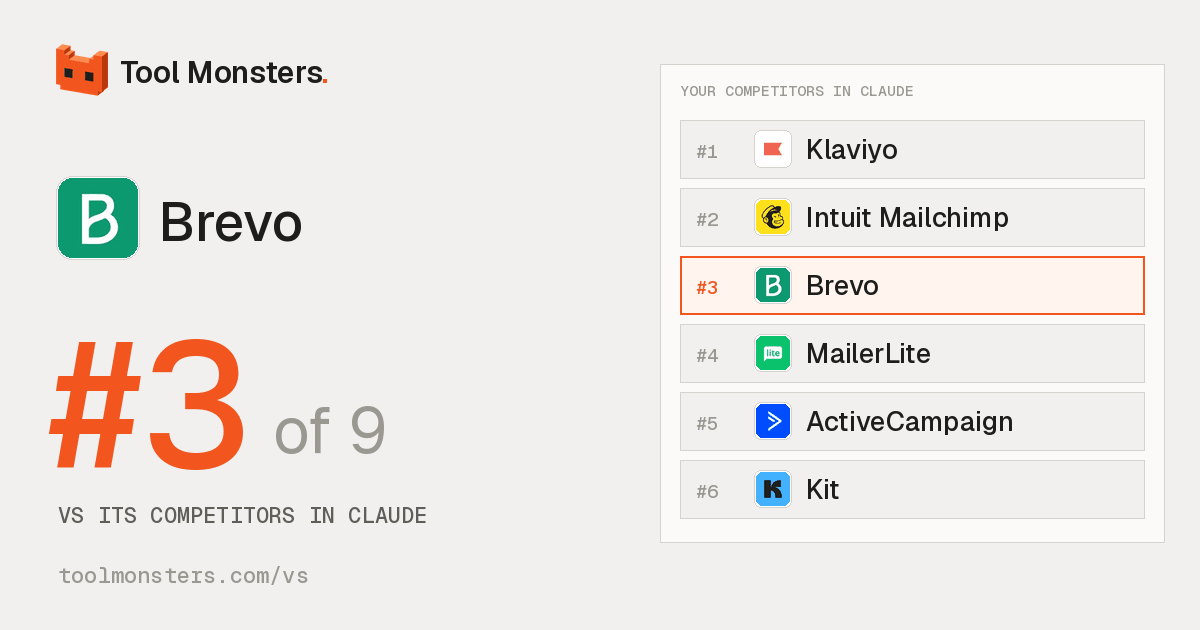 Tool Monsters.
Brevo
#3 of 9
VS ITS COMPETITORS IN CLAUDE
toolmonsters.com/vs
YOUR COMPETITORS IN CLAUDE
#1 Klaviyo
#2 Intuit Mailchimp
#3 B Brevo
#4 lite MailerLite
#5 ActiveCampaign
#6 K Kit